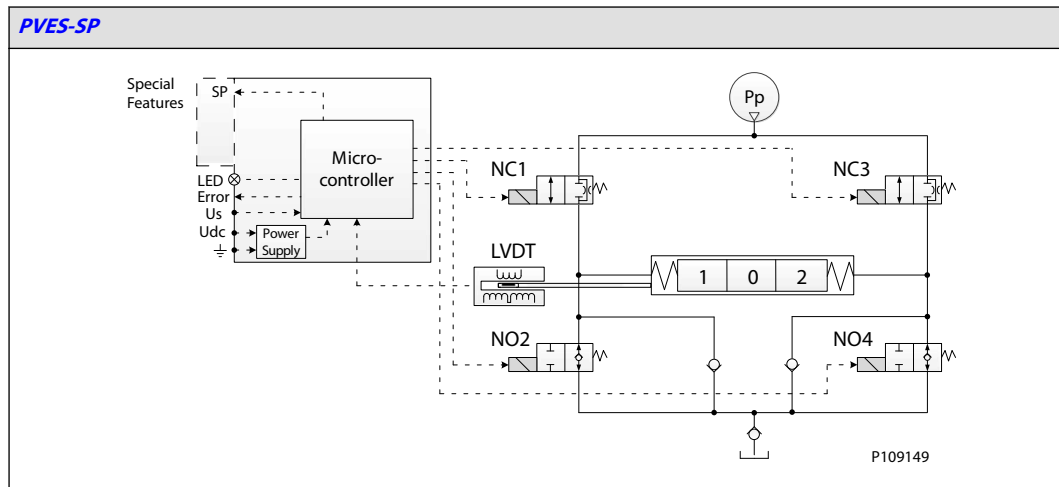 PVES-SP
Special
Features
SP
Pp
Micro-
controller
NC1
NC3
LED
Error
Us
Udc
Power
Supply
LVDT
1 0 2
NO2
NO4
P109149